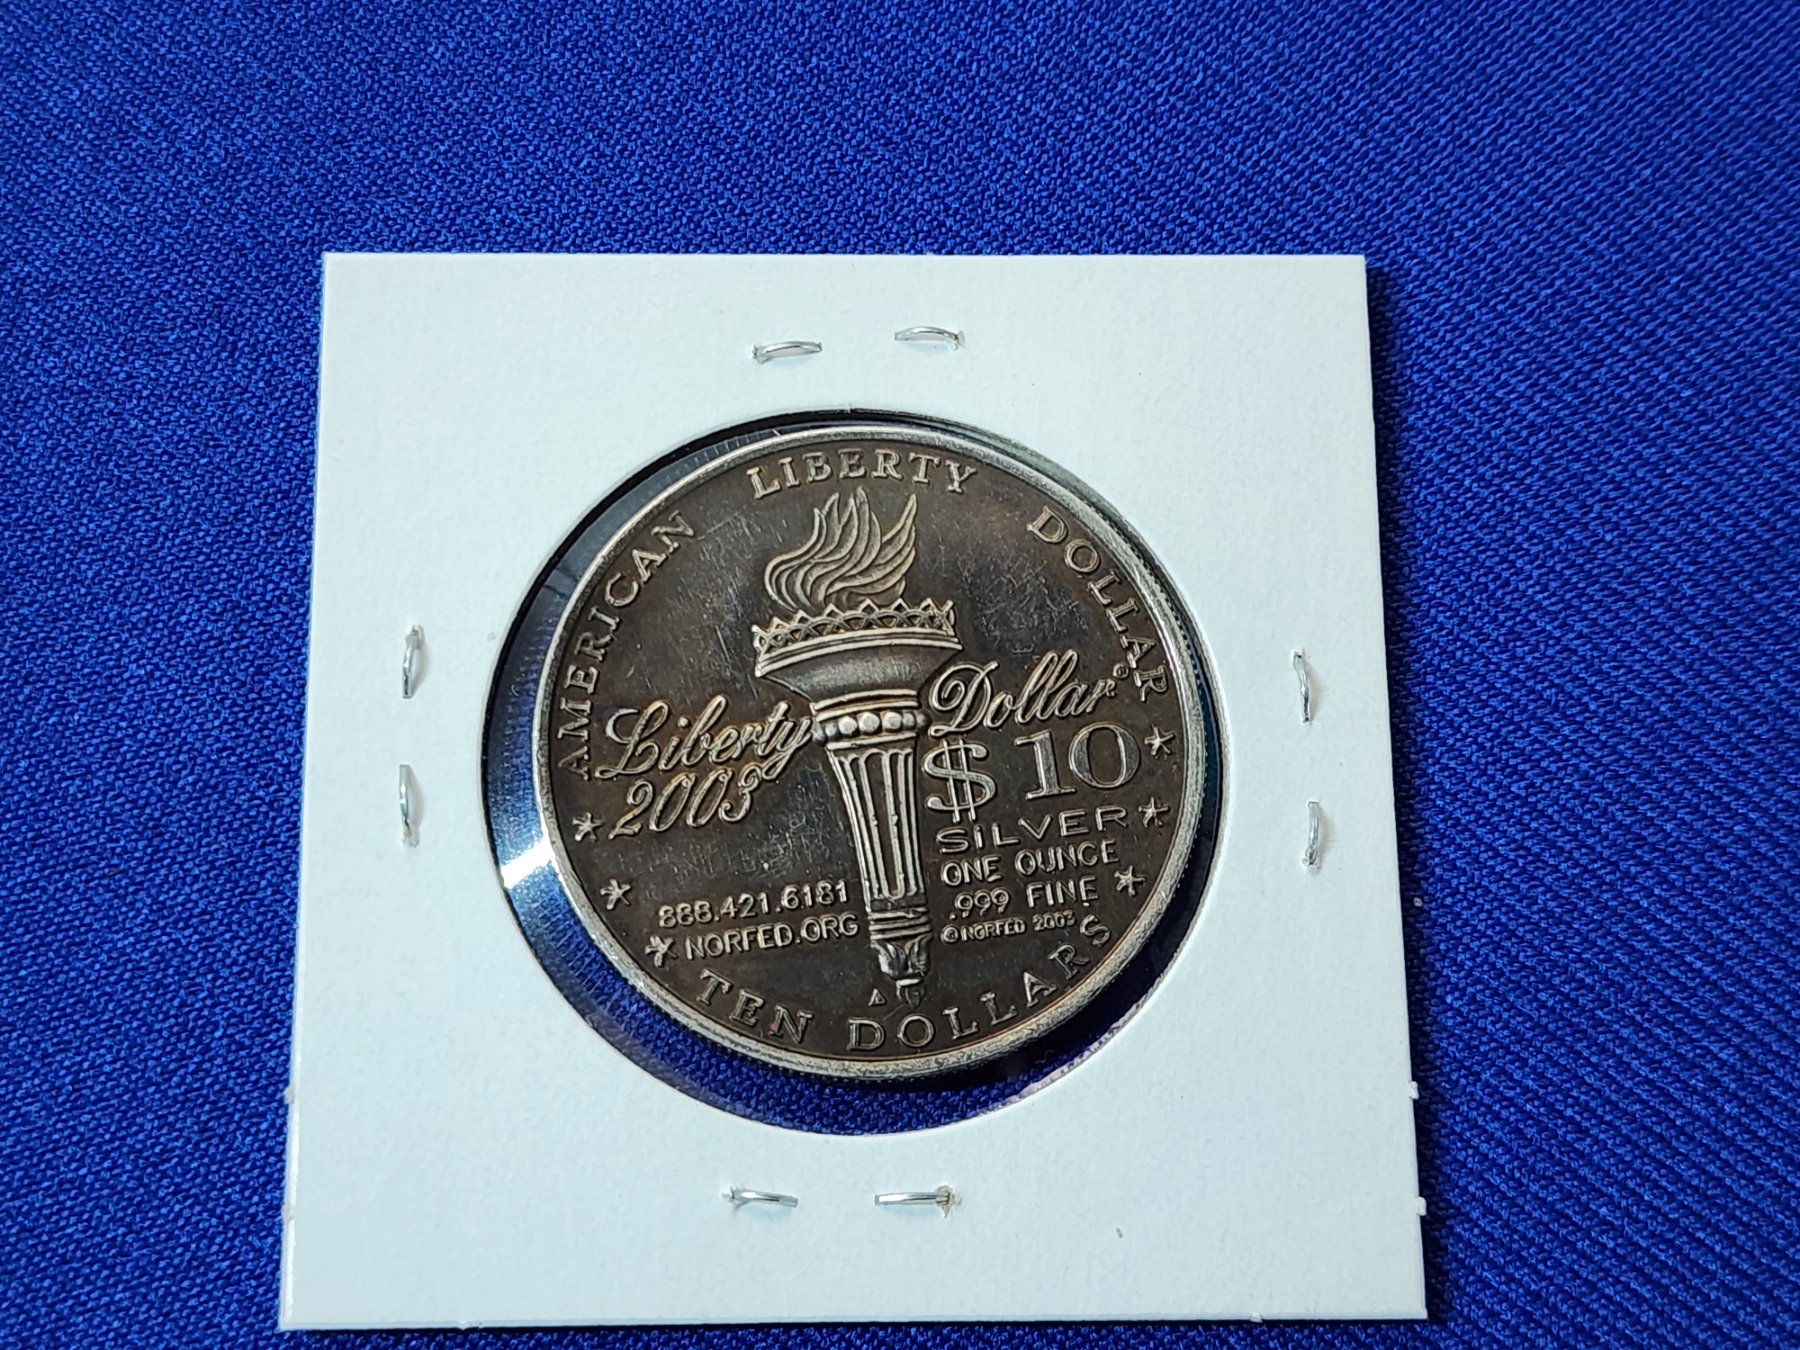 AMERICAN LIBERTY DOLLAR ©
Liberty Dollar®
2003
$10
SILVER
ONE OUNCE
.999 FINE
©NORFED 2003
888.421.6181
NORFED.ORG
TEN DOLLARS